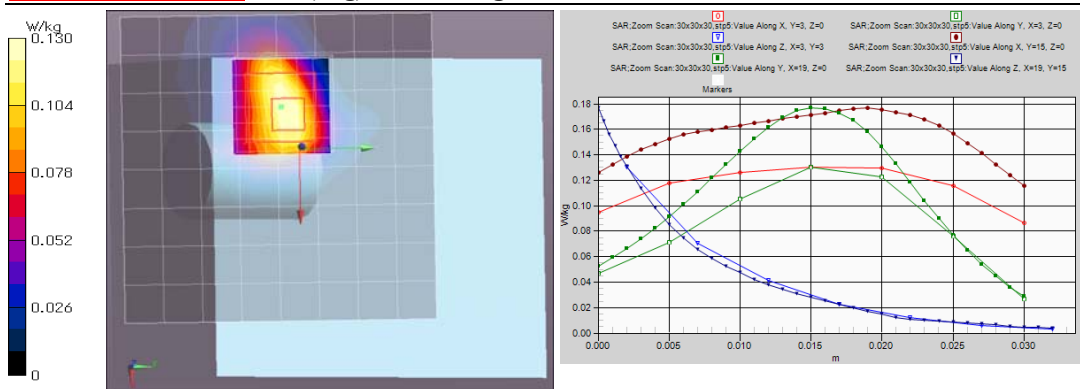 W/kg
0.130
0.104
0.078
0.052
0.026
0
SAR;Zoom Scan:30x30x30,stp5:Value Along X, Y=3, Z=0
SAR;Zoom Scan:30x30x30,stp5:Value Along Y, X=3, Z=0
SAR;Zoom Scan:30x30x30,stp5:Value Along Z, X=3, Y=3
SAR;Zoom Scan:30x30x30,stp5:Value Along X, Y=15, Z=0
SAR;Zoom Scan:30x30x30,stp5:Value Along Y, X=19, Z=0
SAR;Zoom Scan:30x30x30,stp5:Value Along Z, X=19, Y=15
Markers
0.18
0.16
0.14
0.12
0.10
0.08
0.06
0.04
0.02
0.00
W/kg
0.000
0.005
0.010
0.015
0.020
0.025
0.030
m